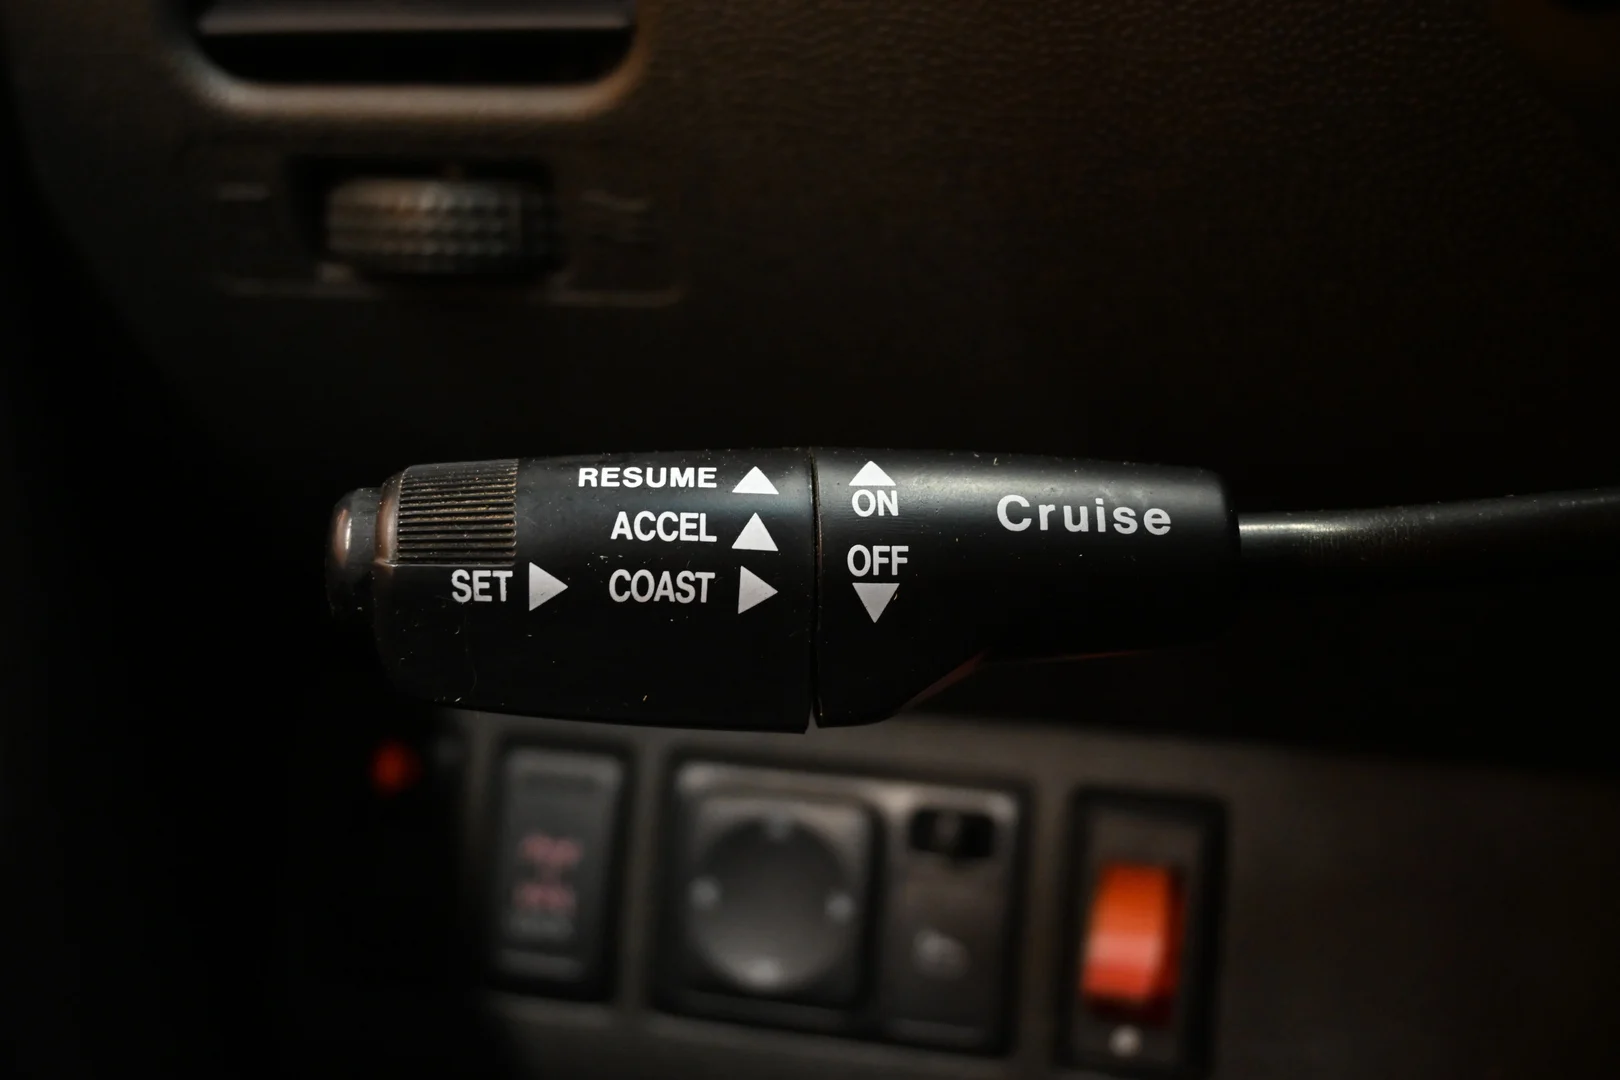 RESUME
ACCEL
SET COAST
ON
OFF
Cruise